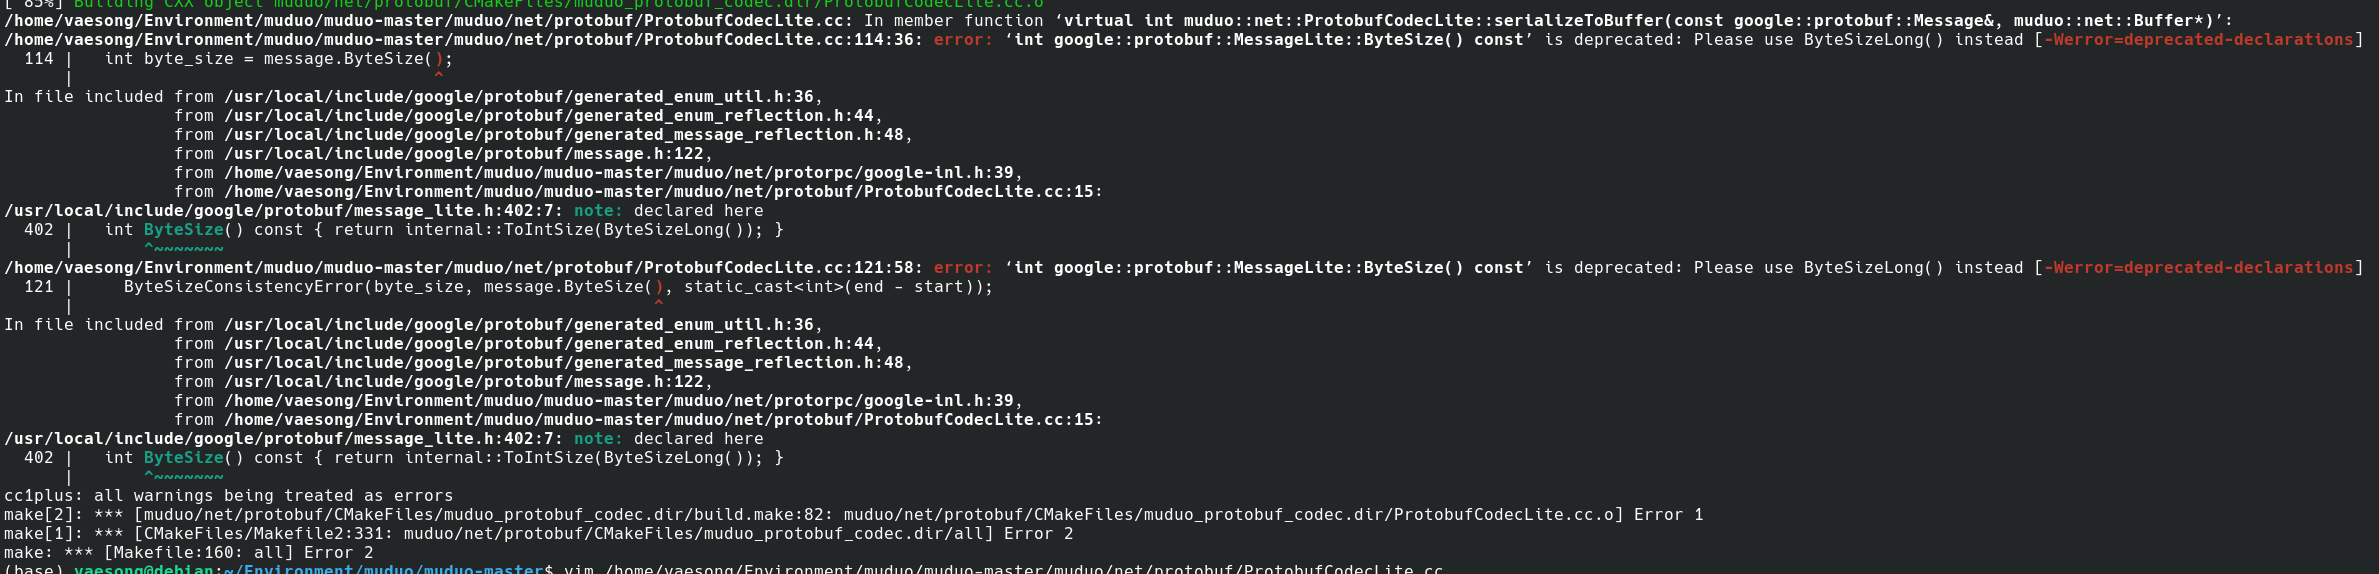 [ 85%] Building CXX object muduo/net/protobuf/CMakeFiles/muduo_protobuf_codec.dir/ProtobufCodecLite.cc.o
/home/vaesong/Environment/muduo/muduo-master/muduo/net/protobuf/ProtobufCodecLite.cc: In member function ‘virtual int muduo::net::ProtobufCodecLite::serializeToBuffer(const google::protobuf::Message&, muduo::net::Buffer*)’:
/home/vaesong/Environment/muduo/muduo-master/muduo/net/protobuf/ProtobufCodecLite.cc:114:36: error: ‘int google::protobuf::MessageLite::ByteSize() const’ is deprecated: Please use ByteSizeLong() instead [-Werror=deprecated-declarations]
  114 |   int byte_size = message.ByteSize();
      |                                    ^
In file included from /usr/local/include/google/protobuf/generated_enum_util.h:36,
                 from /usr/local/include/google/protobuf/generated_enum_reflection.h:44,
                 from /usr/local/include/google/protobuf/generated_message_reflection.h:48,
                 from /usr/local/include/google/protobuf/message.h:122,
                 from /home/vaesong/Environment/muduo/muduo-master/muduo/net/protorpc/google-inl.h:39,
                 from /home/vaesong/Environment/muduo/muduo-master/muduo/net/protobuf/ProtobufCodecLite.cc:15:
/usr/local/include/google/protobuf/message_lite.h:402:7: note: declared here
  402 |   int ByteSize() const { return internal::ToIntSize(ByteSizeLong()); }
      |       ^~~~~~~~
/home/vaesong/Environment/muduo/muduo-master/muduo/net/protobuf/ProtobufCodecLite.cc:121:58: error: ‘int google::protobuf::MessageLite::ByteSize() const’ is deprecated: Please use ByteSizeLong() instead [-Werror=deprecated-declarations]
  121 |     ByteSizeConsistencyError(byte_size, message.ByteSize(), static_cast<int>(end - start));
      |                                                          ^
In file included from /usr/local/include/google/protobuf/generated_enum_util.h:36,
                 from /usr/local/include/google/protobuf/generated_enum_reflection.h:44,
                 from /usr/local/include/google/protobuf/generated_message_reflection.h:48,
                 from /usr/local/include/google/protobuf/message.h:122,
                 from /home/vaesong/Environment/muduo/muduo-master/muduo/net/protorpc/google-inl.h:39,
                 from /home/vaesong/Environment/muduo/muduo-master/muduo/net/protobuf/ProtobufCodecLite.cc:15:
/usr/local/include/google/protobuf/message_lite.h:402:7: note: declared here
  402 |   int ByteSize() const { return internal::ToIntSize(ByteSizeLong()); }
      |       ^~~~~~~~
cc1plus: all warnings being treated as errors
make[2]: *** [muduo/net/protobuf/CMakeFiles/muduo_protobuf_codec.dir/build.make:82: muduo/net/protobuf/CMakeFiles/muduo_protobuf_codec.dir/ProtobufCodecLite.cc.o] Error 1
make[1]: *** [CMakeFiles/Makefile2:331: muduo/net/protobuf/CMakeFiles/muduo_protobuf_codec.dir/all] Error 2
make: *** [Makefile:160: all] Error 2
(base) vaesong@debian:~/Environment/muduo/muduo-master$ vim /home/vaesong/Environment/muduo/muduo-master/muduo/net/protobuf/ProtobufCodecLite.cc